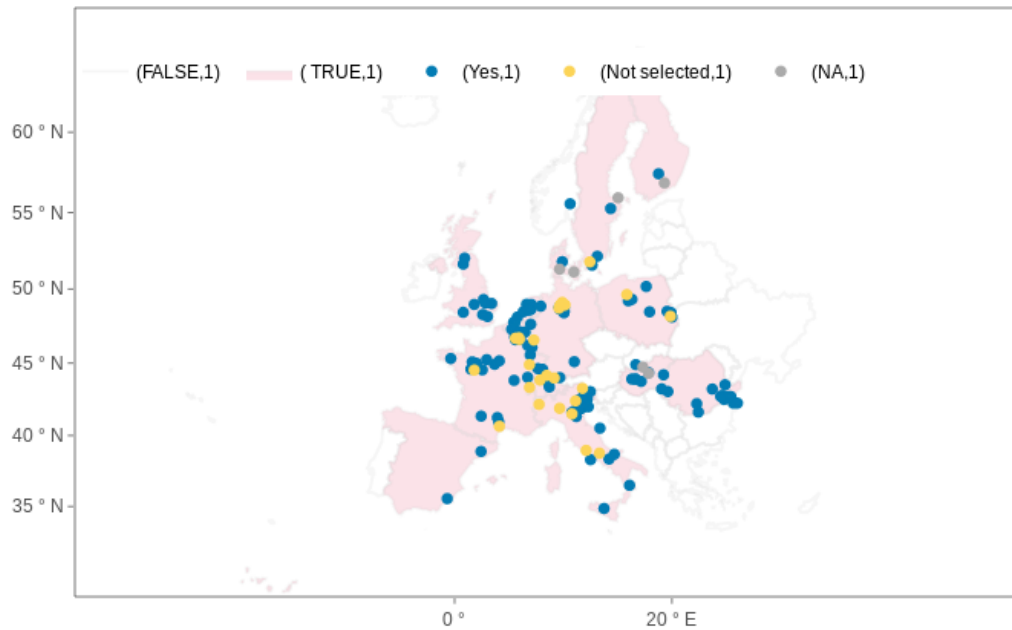 (FALSE,1) ( TRUE,1) (Yes,1) (Not selected,1) (NA,1)
60 ° N
55 ° N
50 ° N
45 ° N
40 ° N
35 ° N
0 ° 20 ° E